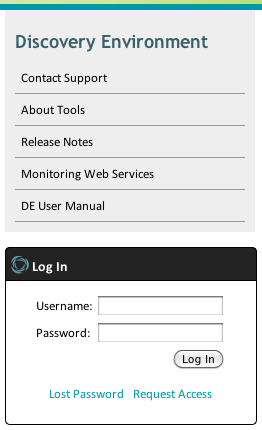 Discovery Environment
Contact Support
About Tools
Release Notes
Monitoring Web Services
DE User Manual
Log In
Username:
Password:
Log In
Lost Password Request Access